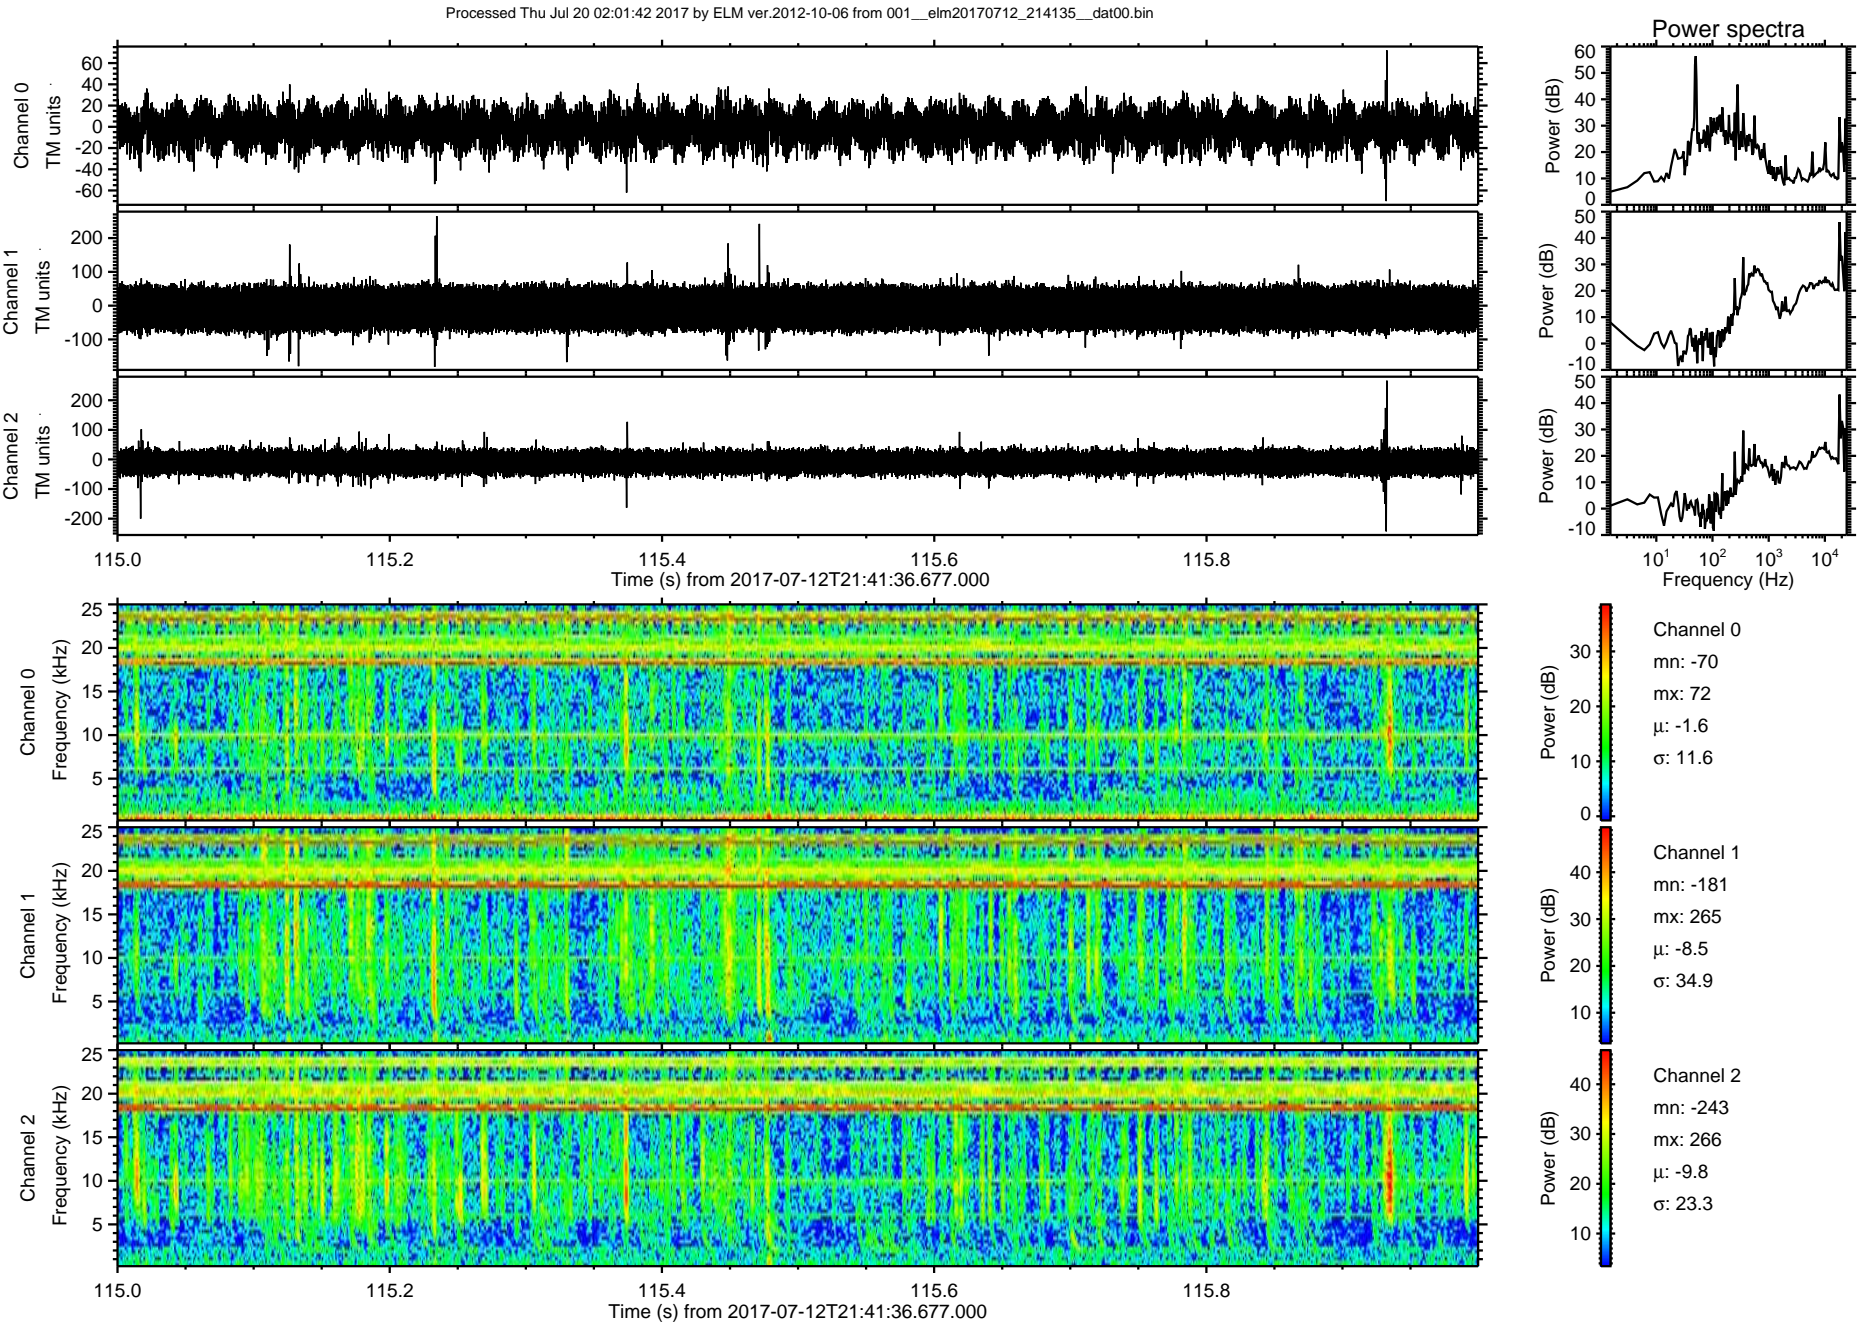 Processed Thu Jul 20 02:01:42 2017 by ELM ver.2012-10-06 from 001__elm20170712_214135__dat00.bin
Power spectra
Channel 0
TM units
60
40
20
0
-20
-40
-60
Power (dB)
60
50
40
30
20
10
0
Channel 1
TM units
200
100
0
-100
Power (dB)
50
40
30
20
10
0
-10
Channel 2
TM units
200
100
0
-100
-200
Power (dB)
50
40
30
20
10
0
-10
115.0 115.2 115.4 115.6 115.8
Time (s) from 2017-07-12T21:41:36.677.000
10¹ 10² 10³ 10⁴
Frequency (Hz)
Channel 0
Frequency (kHz)
25
20
15
10
5
Power (dB)
30
20
10
0
Channel 0
mn: -70
mx: 72
μ: -1.6
σ: 11.6
Channel 1
Frequency (kHz)
25
20
15
10
5
Power (dB)
40
30
20
10
Channel 1
mn: -181
mx: 265
μ: -8.5
σ: 34.9
Channel 2
Frequency (kHz)
25
20
15
10
5
Power (dB)
40
30
20
10
Channel 2
mn: -243
mx: 266
μ: -9.8
σ: 23.3
115.0 115.2 115.4 115.6 115.8
Time (s) from 2017-07-12T21:41:36.677.000